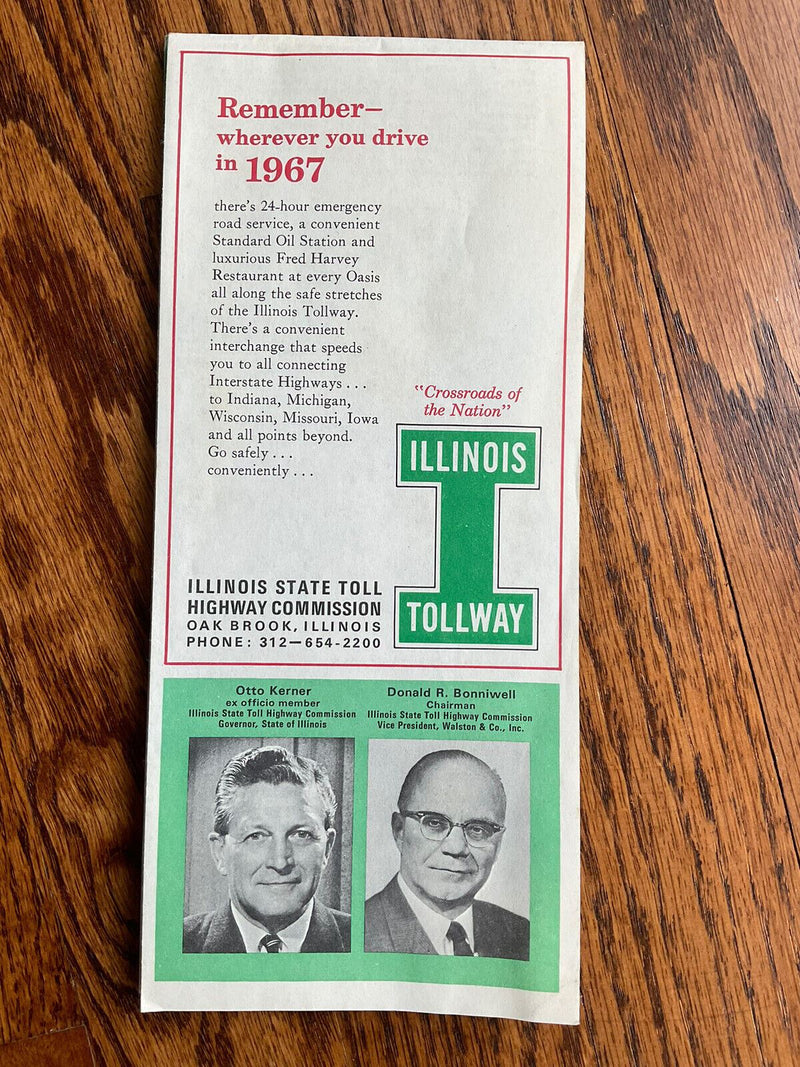 Remember—
wherever you drive
in 1967
there's 24-hour emergency
road service, a convenient
Standard Oil Station and
luxurious Fred Harvey
Restaurant at every Oasis
all along the safe stretches
of the Illinois Tollway.
There's a convenient
interchange that speeds
you to all connecting
Interstate Highways . . .
to Indiana, Michigan,
Wisconsin, Missouri, Iowa
and all points beyond.
Go safely . . .
conveniently . . .
"Crossroads of
the Nation"
ILLINOIS
TOLLWAY
ILLINOIS STATE TOLL
HIGHWAY COMMISSION
OAK BROOK, ILLINOIS
PHONE: 312—654-2200
Otto Kerner
ex officio member
Illinois State Toll Highway Commission
Governor, State of Illinois
Donald R. Bonniwell
Chairman
Illinois State Toll Highway Commission
Vice President, Walston & Co., Inc.